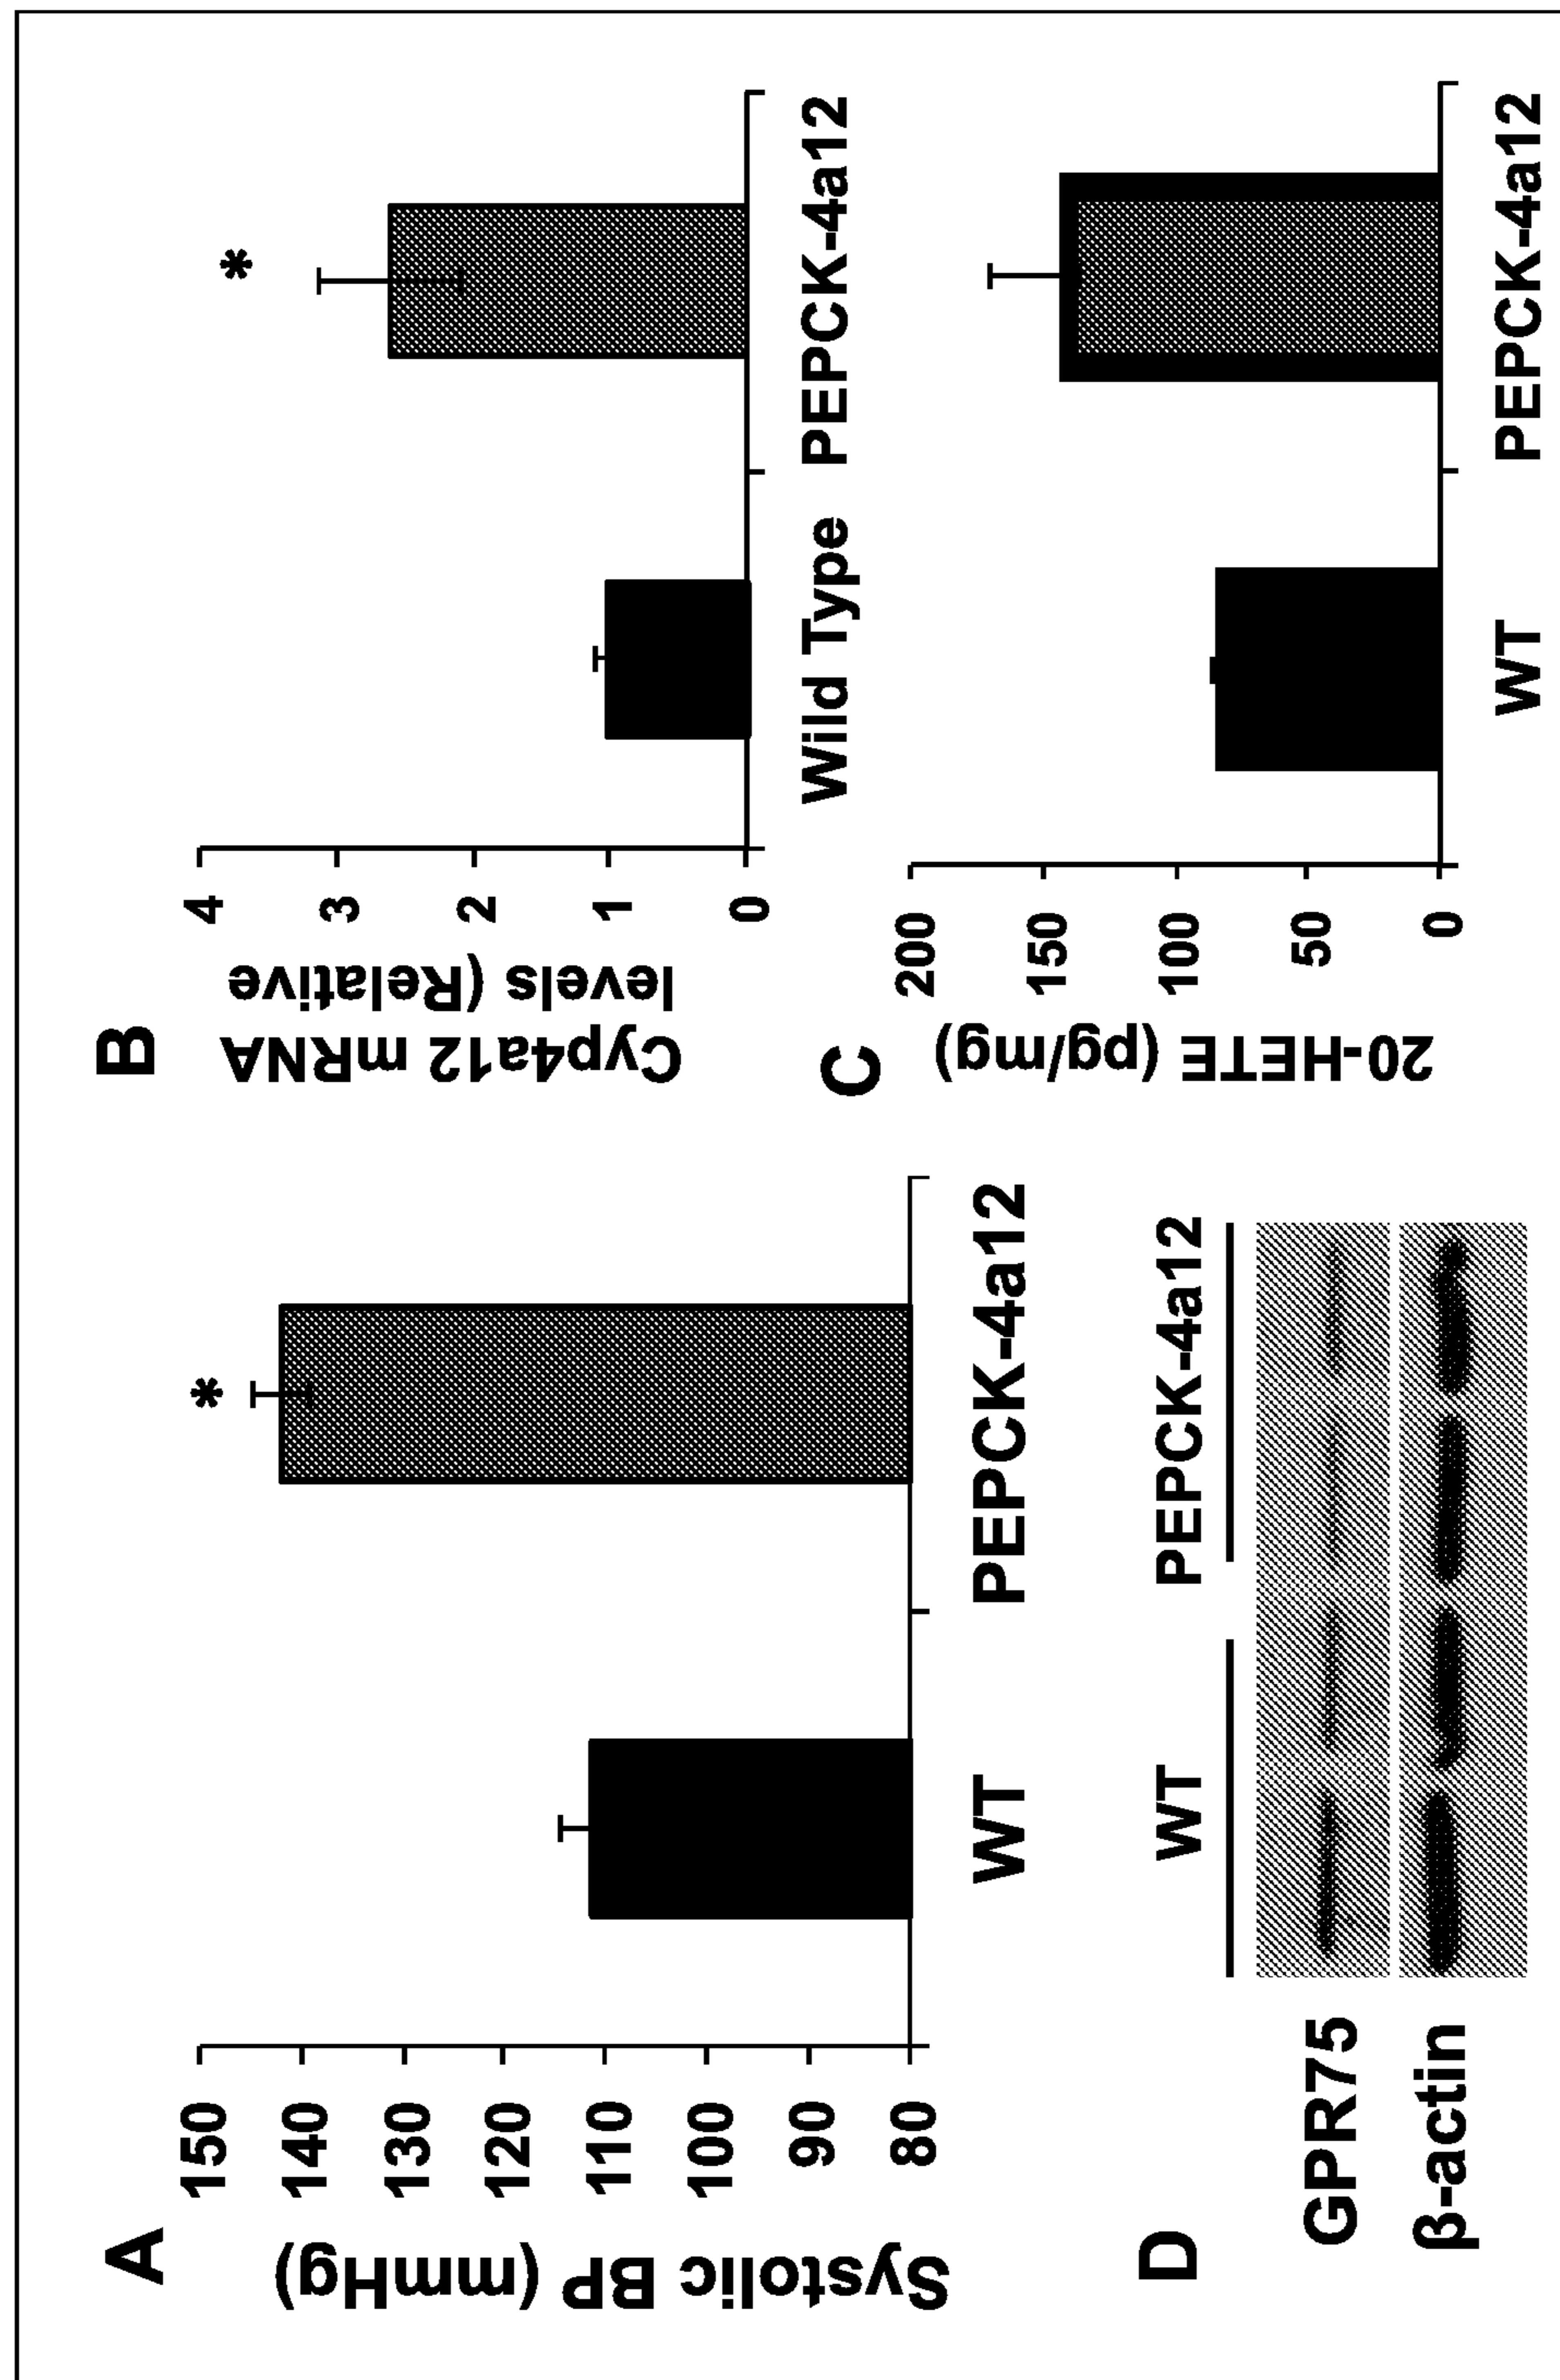 A
Systolic BP (mmHg)
150
140
130
120
110
100
90
80
*
WT
PEPCK-4a12
B
Cyp4a12 mRNA
levels (Relative
4
3
2
1
0
*
Wild Type
PEPCK-4a12
C
20-HETE (pg/mg)
200
150
100
50
0
WT
PEPCK-4a12
D
WT
PEPCK-4a12
GPR75
β-actin